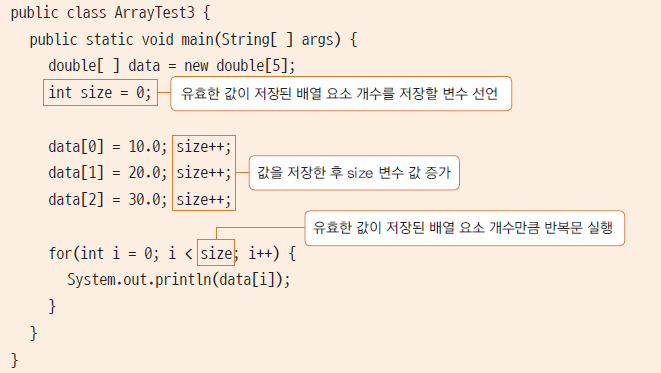 public class ArrayTest3 {
public static void main(String[ ] args) {
double[ ] data = new double[5];
int size = 0; 유효한 값이 저장된 배열 요소 개수를 저장할 변수 선언
data[0] = 10.0; size++;
data[1] = 20.0; size++; 값을 저장한 후 size 변수 값 증가
data[2] = 30.0; size++;
유효한 값이 저장된 배열 요소 개수만큼 반복문 실행
for(int i = 0; i < size; i++) {
System.out.println(data[i]);
}
}
}